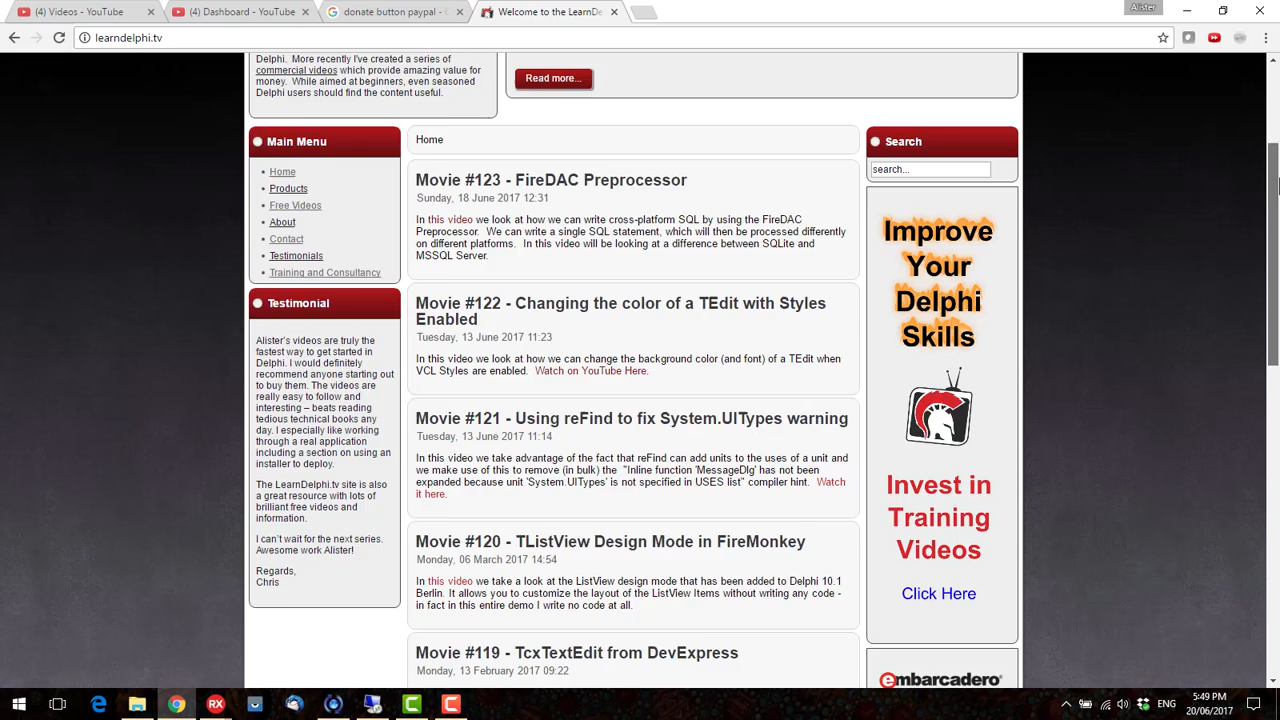 (4) Videos - YouTube
(4) Dashboard - YouTube
donate button paypal - G
Welcome to the LearnDe
Alister
learndelphi.tv
Delphi. More recently I've created a series of
commercial videos which provide amazing value for
money. While aimed at beginners, even seasoned
Delphi users should find the content useful.
Read more...
Main Menu
Home
Products
Free Videos
About
Contact
Testimonials
Training and Consultancy
Testimonial
Alister's videos are truly the
fastest way to get started in
Delphi. I would definitely
recommend anyone starting out
to buy them. The videos are
really easy to follow and
interesting – beats reading
tedious technical books any
day. I especially like working
through a real application
including a section on using an
installer to deploy.
The LearnDelphi.tv site is also
a great resource with lots of
brilliant free videos and
information.
I can't wait for the next series.
Awesome work Alister!
Regards,
Chris
Home
Movie #123 - FireDAC Preprocessor
Sunday, 18 June 2017 12:31
In this video we look at how we can write cross-platform SQL by using the FireDAC
Preprocessor. We can write a single SQL statement, which will then be processed differently
on different platforms. In this video will be looking at a difference between SQLite and
MSSQL Server.
Movie #122 - Changing the color of a TEdit with Styles
Enabled
Tuesday, 13 June 2017 11:23
In this video we look at how we can change the background color (and font) of a TEdit when
VCL Styles are enabled. Watch on YouTube Here.
Movie #121 - Using reFind to fix System.UITypes warning
Tuesday, 13 June 2017 11:14
In this video we take advantage of the fact that reFind can add units to the uses of a unit and
we make use of this to remove (in bulk) the "Inline function 'MessageDlg' has not been
expanded because unit 'System.UITypes' is not specified in USES list" compiler hint. Watch
it here.
Movie #120 - TListView Design Mode in FireMonkey
Monday, 06 March 2017 14:54
In this video we take a look at the ListView design mode that has been added to Delphi 10.1
Berlin. It allows you to customize the layout of the ListView Items without writing any code -
in fact in this entire demo I write no code at all.
Movie #119 - TcxTextEdit from DevExpress
Monday, 13 February 2017 09:22
Search
search...
Improve
Your
Delphi
Skills
Invest in
Training
Videos
Click Here
embarcadero
RX
ENG
5:49 PM
20/06/2017